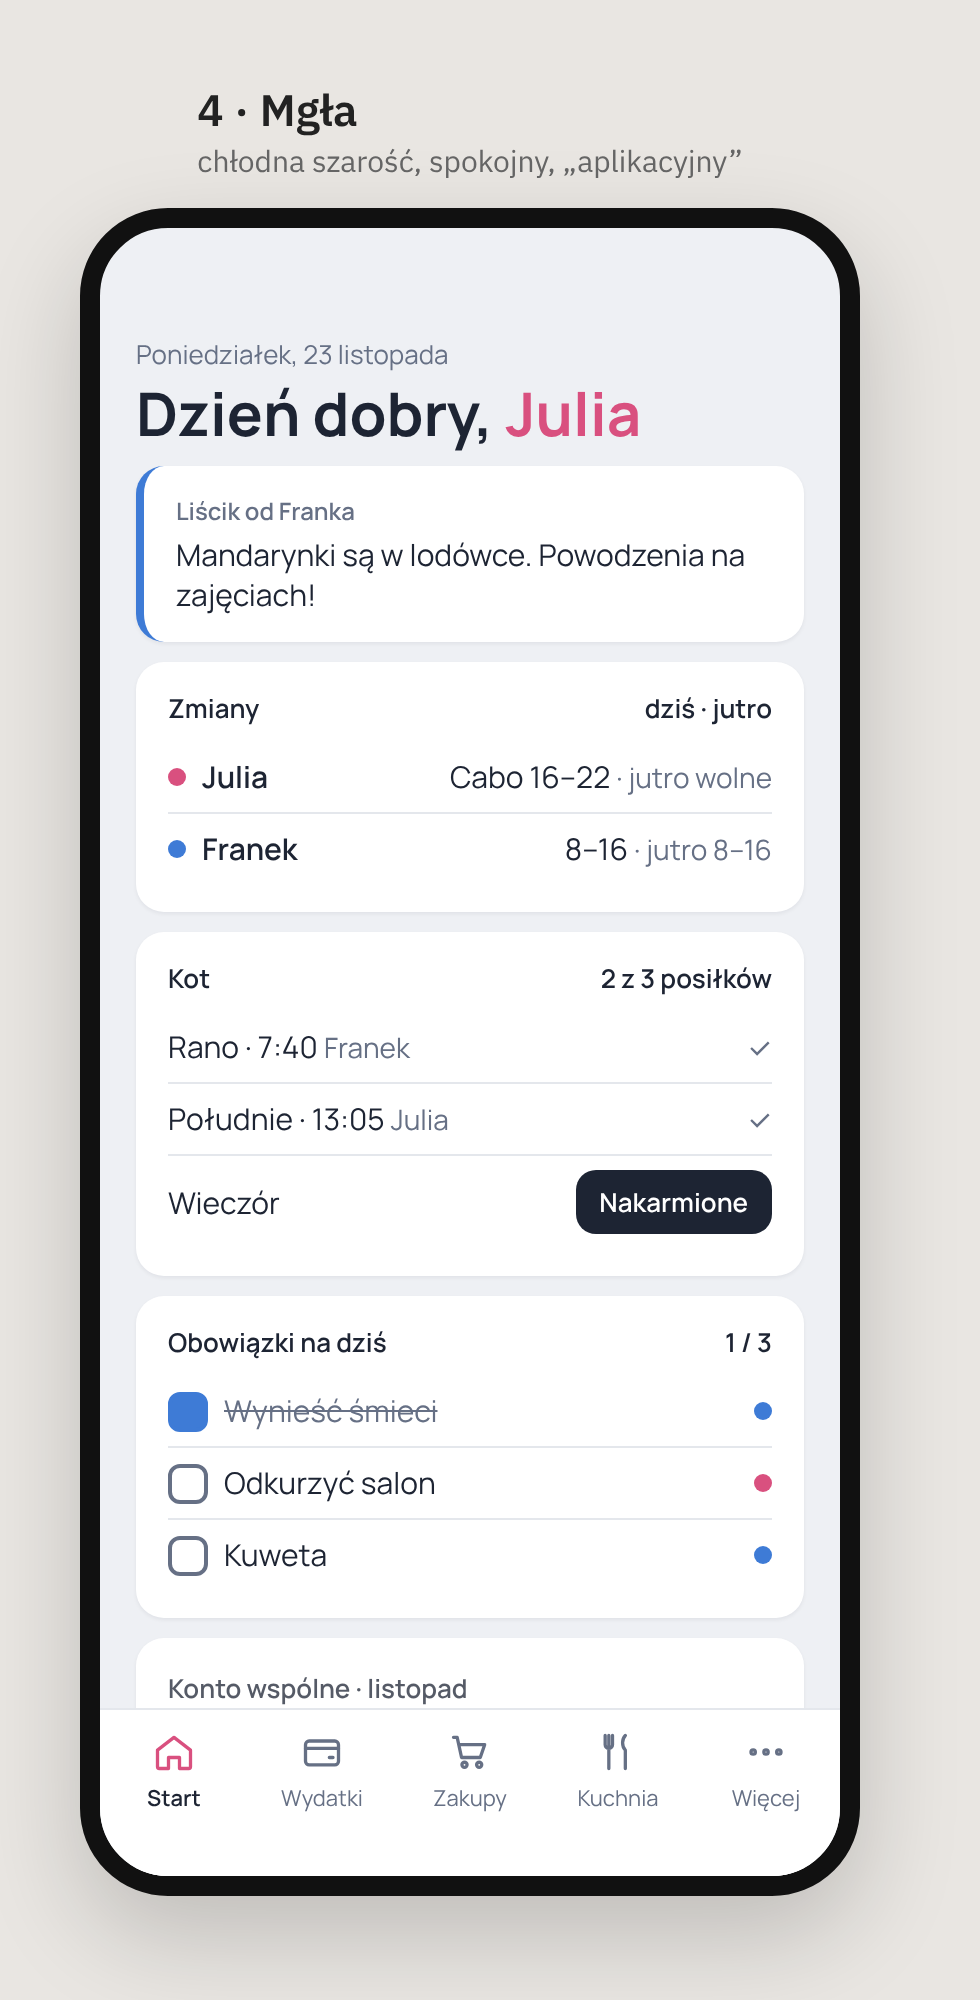 4 · Mgła
chłodna szarość, spokojny, „aplikacyjny”
Poniedziałek, 23 listopada
Dzień dobry, Julia
Liścik od Franka
Mandarynki są w lodówce. Powodzenia na
zajęciach!
Zmiany dziś · jutro
Julia Cabo 16–22 · jutro wolne
Franek 8–16 · jutro 8–16
Kot 2 z 3 posiłków
Rano · 7:40 Franek
Południe · 13:05 Julia
Wieczór Nakarmione
Obowiązki na dziś 1 / 3
Wynieść śmieci
Odkurzyć salon
Kuweta
Konto wspólne · listopad
Start Wydatki Zakupy Kuchnia Więcej